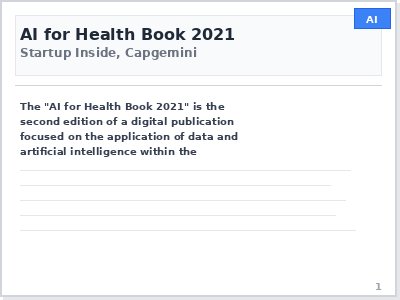 AI
AI for Health Book 2021
Startup Inside, Capgemini
The "AI for Health Book 2021" is the
second edition of a digital publication
focused on the application of data and
artificial intelligence within the
1